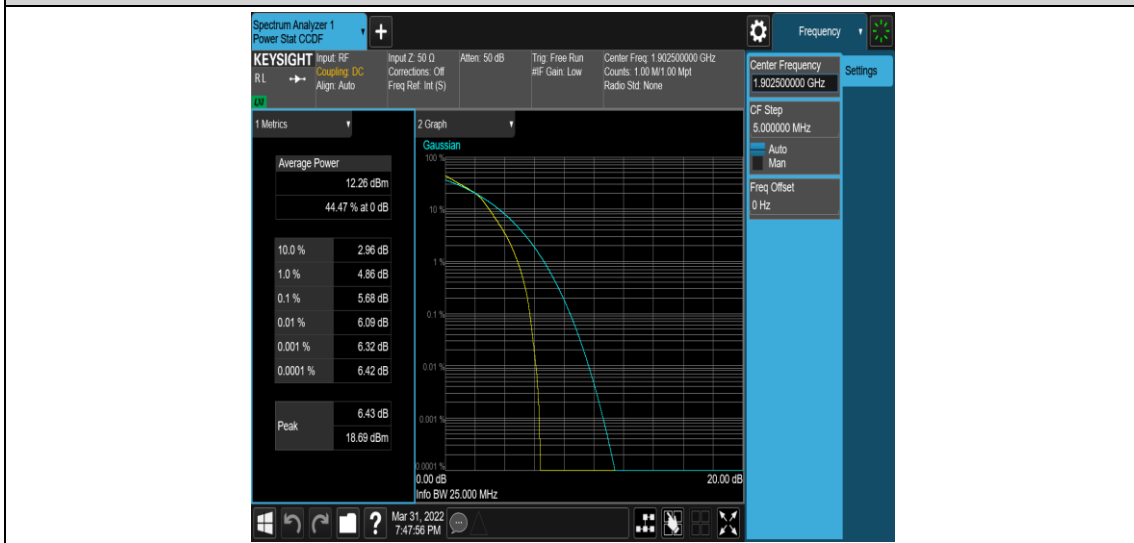 Spectrum Analyzer 1
Power Stat CCDF
+
Frequency
KEYSIGHT
RL
Input: RF
Coupling: DC
Align: Auto
Input Z: 50 Ω
Corrections: Off
Freq Ref: Int (S)
Atten: 50 dB
Trig: Free Run
#IF Gain: Low
Center Freq: 1.902500000 GHz
Counts: 1.00 M/1.00 Mpt
Radio Std: None
Center Frequency
1.902500000 GHz
Settings
CF Step
5.000000 MHz
Auto
Man
Freq Offset
0 Hz
1 Metrics
Average Power
12.26 dBm
44.47 % at 0 dB
10.0 % 2.96 dB
1.0 % 4.86 dB
0.1 % 5.68 dB
0.01 % 6.09 dB
0.001 % 6.32 dB
0.0001 % 6.42 dB
Peak 6.43 dB
18.69 dBm
2 Graph
Gaussian
100 %
10 %
1 %
0.1 %
0.01 %
0.001 %
0.0001 %
0.00 dB 20.00 dB
Info BW 25.000 MHz
?
Mar 31, 2022
7:47:56 PM